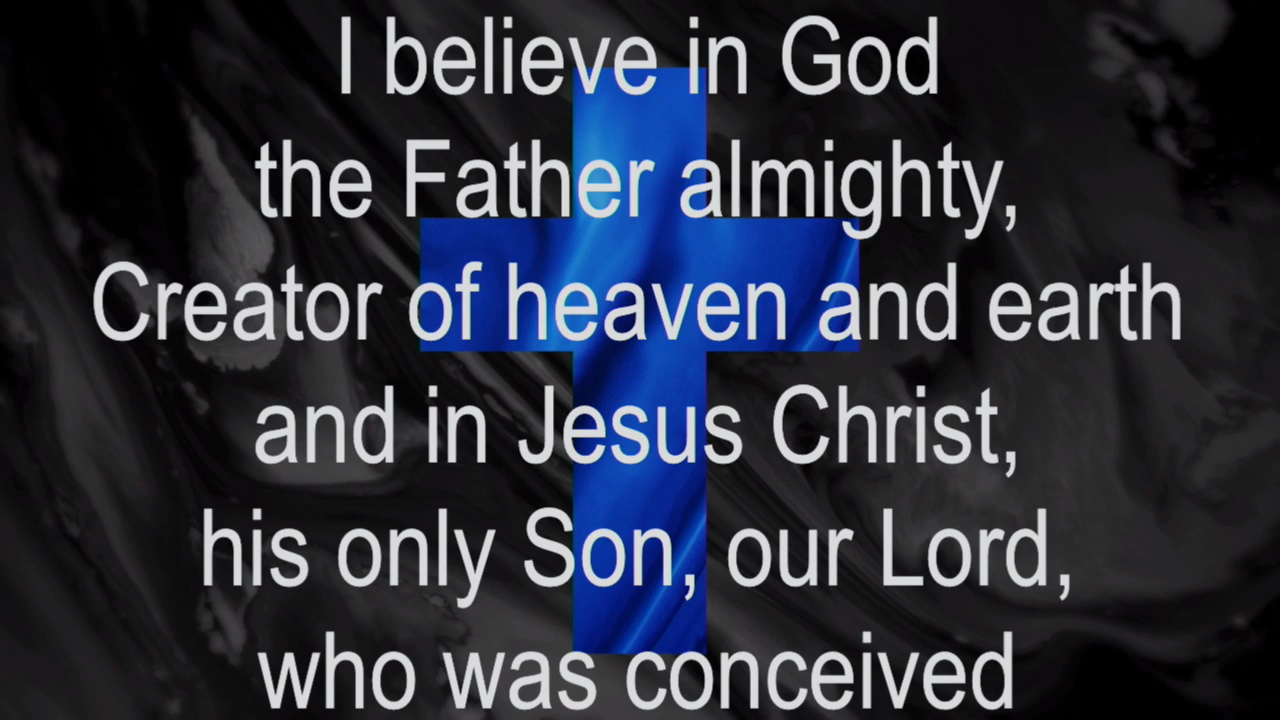 I believe in God
the Father almighty,
Creator of heaven and earth
and in Jesus Christ,
his only Son, our Lord,
who was conceived